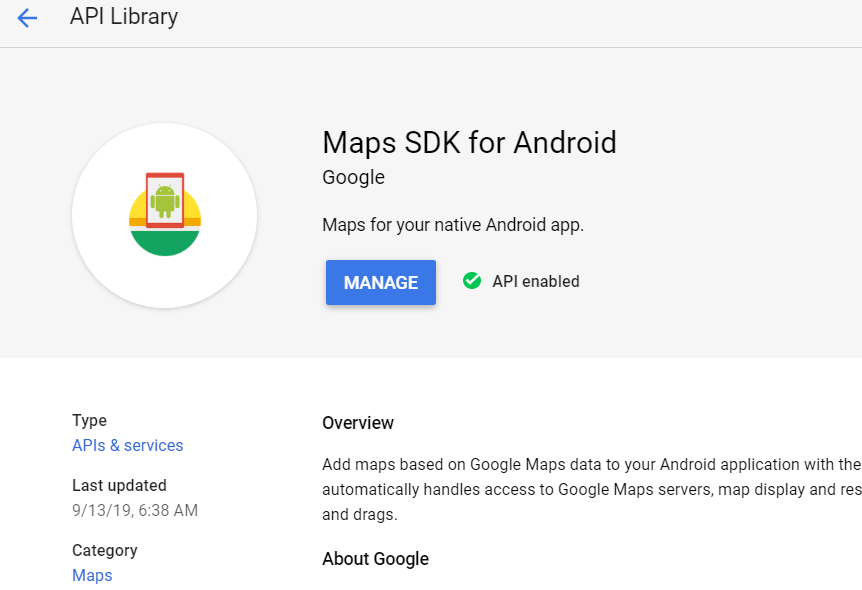 API Library
Maps SDK for Android
Google
Maps for your native Android app.
MANAGE
API enabled
Type
APIs & services
Last updated
9/13/19, 6:38 AM
Category
Maps
Overview
Add maps based on Google Maps data to your Android application with the
automatically handles access to Google Maps servers, map display and res
and drags.
About Google